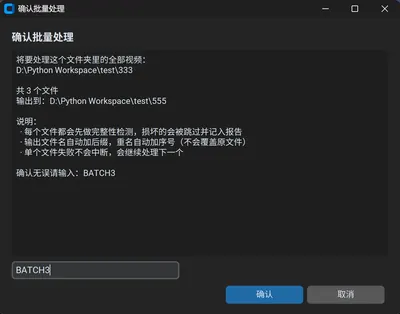 确认批量处理
确认批量处理
将要处理这个文件夹里的全部视频：
D:\Python Workspace\test\333
共 3 个文件
输出到：D:\Python Workspace\test\555
说明：
- 每个文件都会先做完整性检测，损坏的会被跳过并记入报告
- 输出文件名自动加后缀，重名自动加序号（不会覆盖原文件）
- 单个文件失败不会中断，会继续处理下一个
确认无误请输入：BATCH3
BATCH3
确认 取消